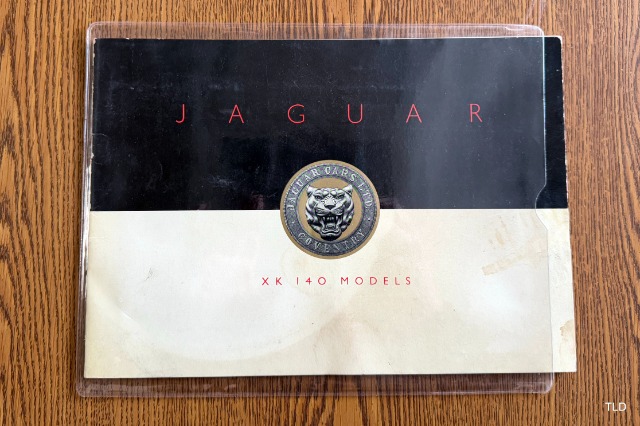 JAGUAR
JAGUAR CARS LTD.
COVENTRY
XK 140 MODELS
TLD